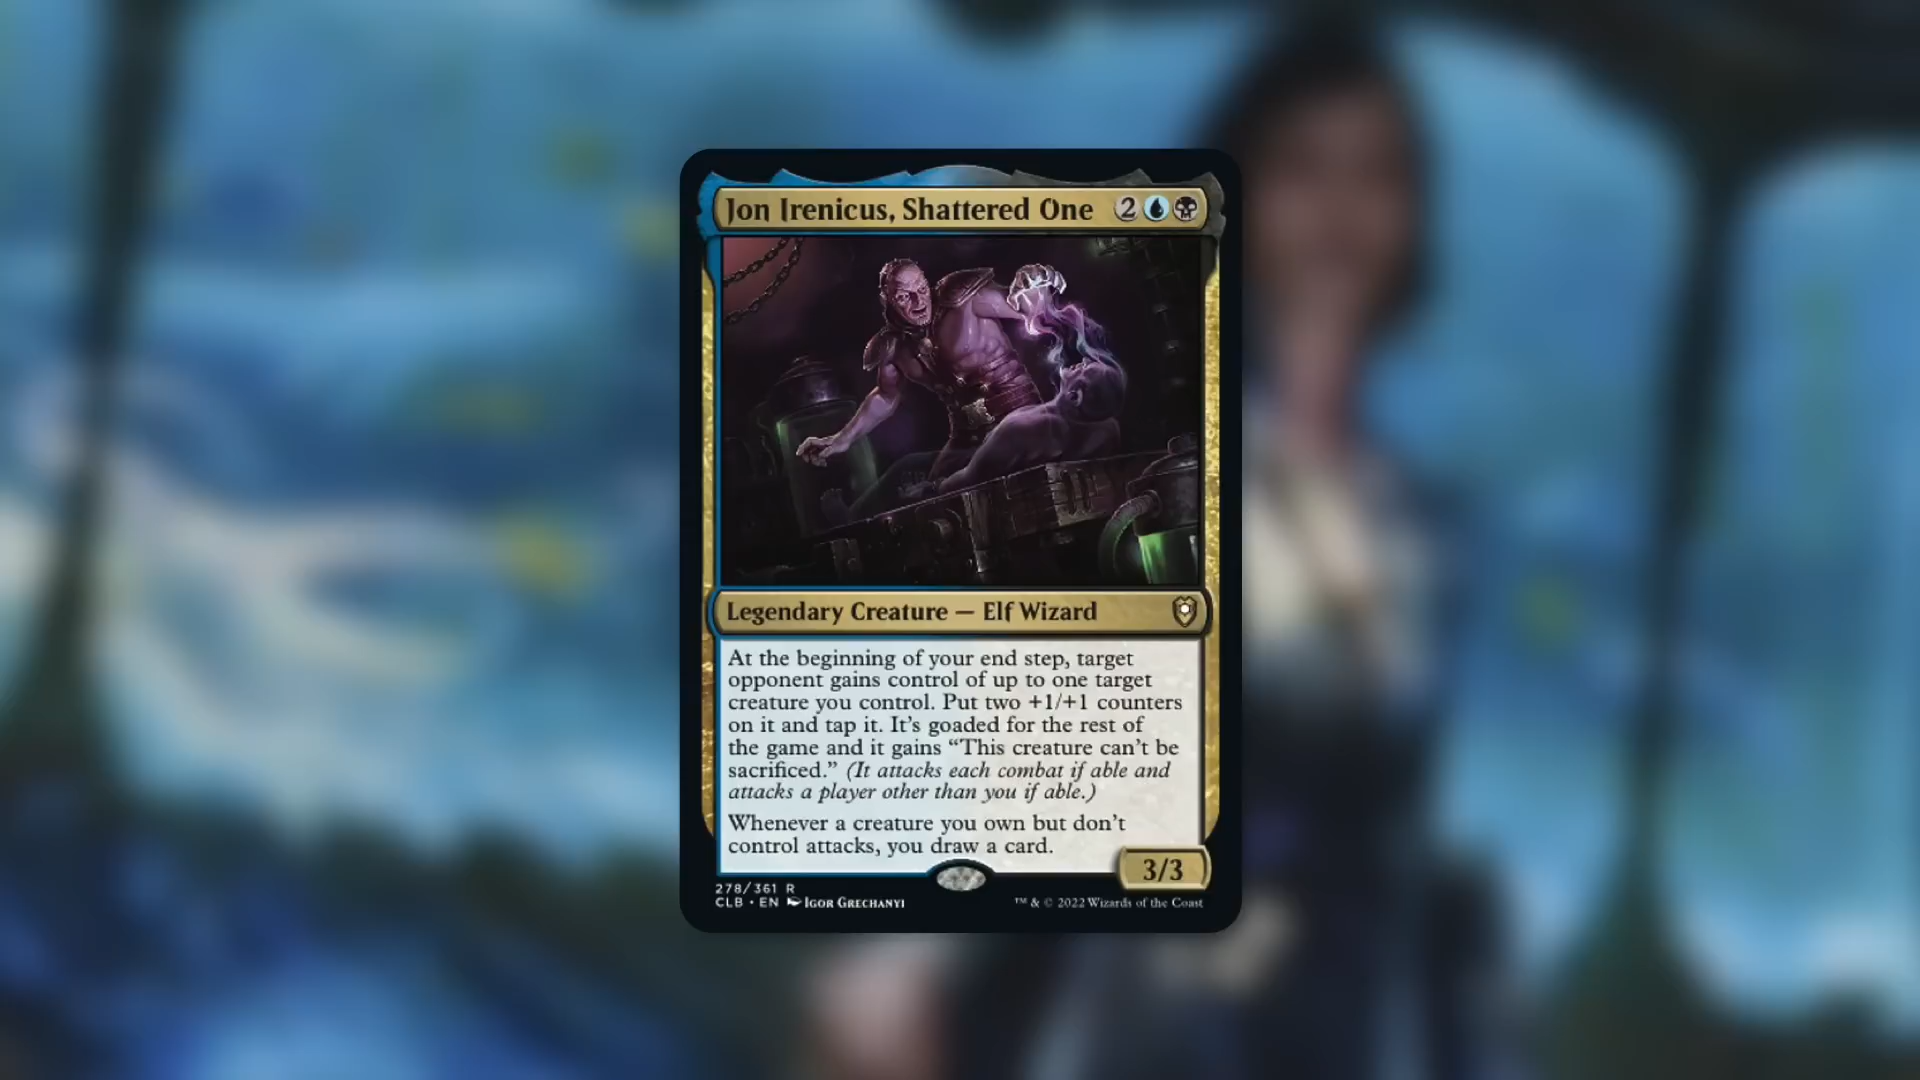 Jon Irenicus, Shattered One 2
Legendary Creature — Elf Wizard
At the beginning of your end step, target
opponent gains control of up to one target
creature you control. Put two +1/+1 counters
on it and tap it. It's goaded for the rest of
the game and it gains “This creature can't be
sacrificed.” (It attacks each combat if able and
attacks a player other than you if able.)
Whenever a creature you own but don't
control attacks, you draw a card.
3/3
278/361 R
CLB • EN Igor Grechanyi
™ & © 2022 Wizards of the Coast